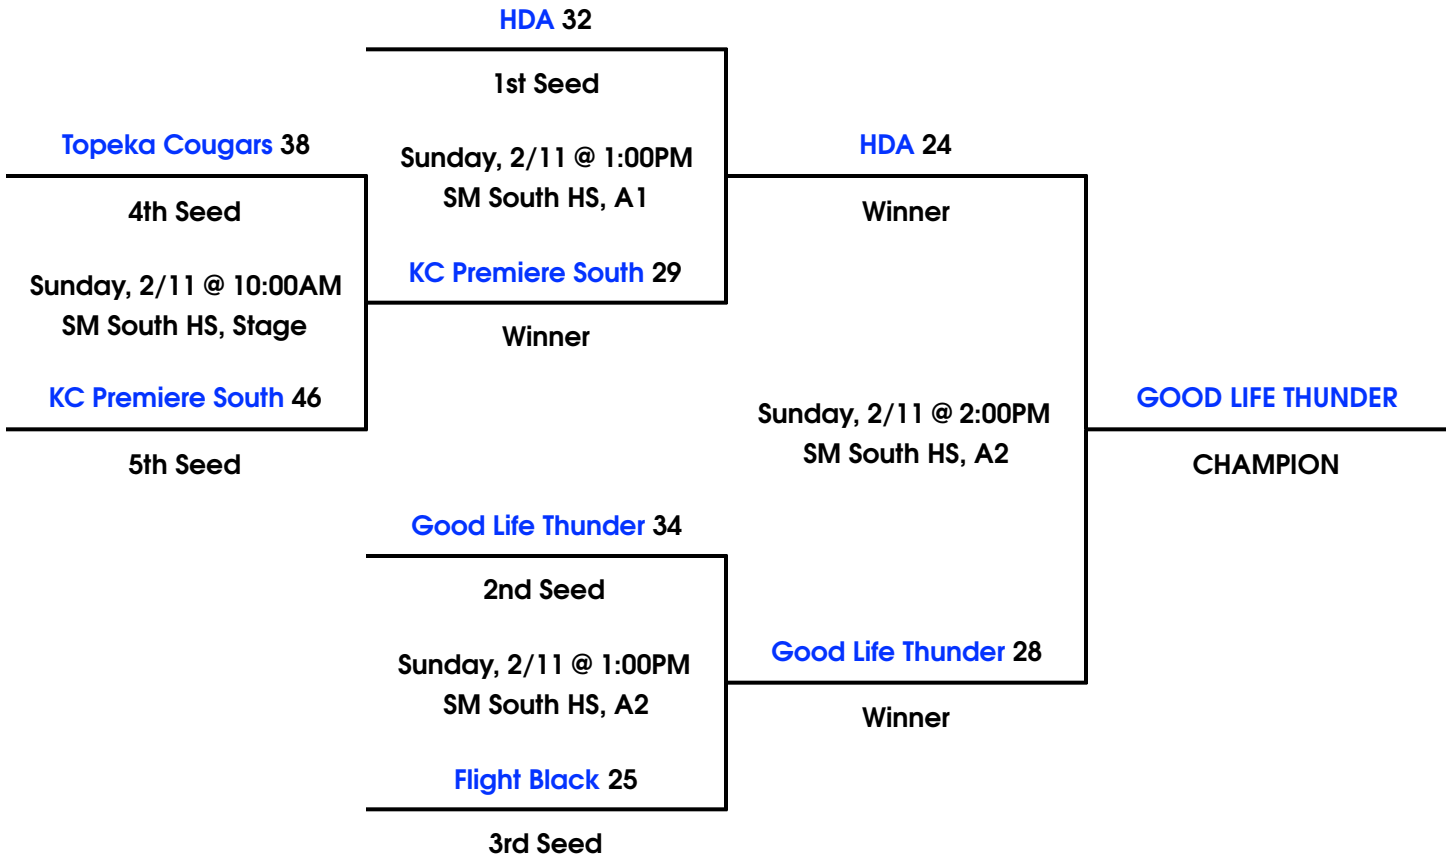 HDA 32
1st Seed
Topeka Cougars 38
Sunday, 2/11 @ 1:00PM
SM South HS, A1
HDA 24
4th Seed
Winner
Sunday, 2/11 @ 10:00AM
SM South HS, Stage
KC Premiere South 29
Winner
KC Premiere South 46
5th Seed
Sunday, 2/11 @ 2:00PM
SM South HS, A2
GOOD LIFE THUNDER
CHAMPION
Good Life Thunder 34
2nd Seed
Sunday, 2/11 @ 1:00PM
SM South HS, A2
Good Life Thunder 28
Winner
Flight Black 25
3rd Seed